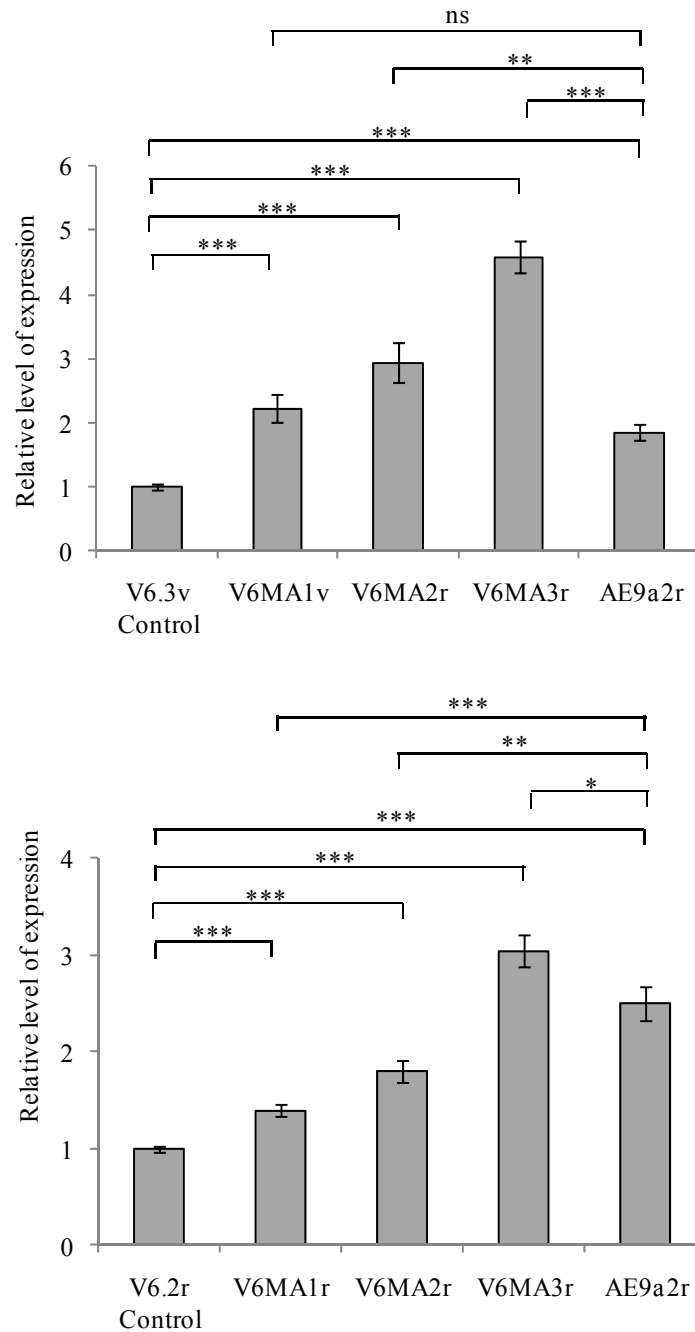 ns
**
***
***
***
***
***
6
5
4
3
2
1
0
Relative level of expression
V6.3v
Control
V6MA1v
V6MA2r
V6MA3r
AE9a2r
***
**
*
***
***
***
***
4
3
2
1
0
Relative level of expression
V6.2r
Control
V6MA1r
V6MA2r
V6MA3r
AE9a2r